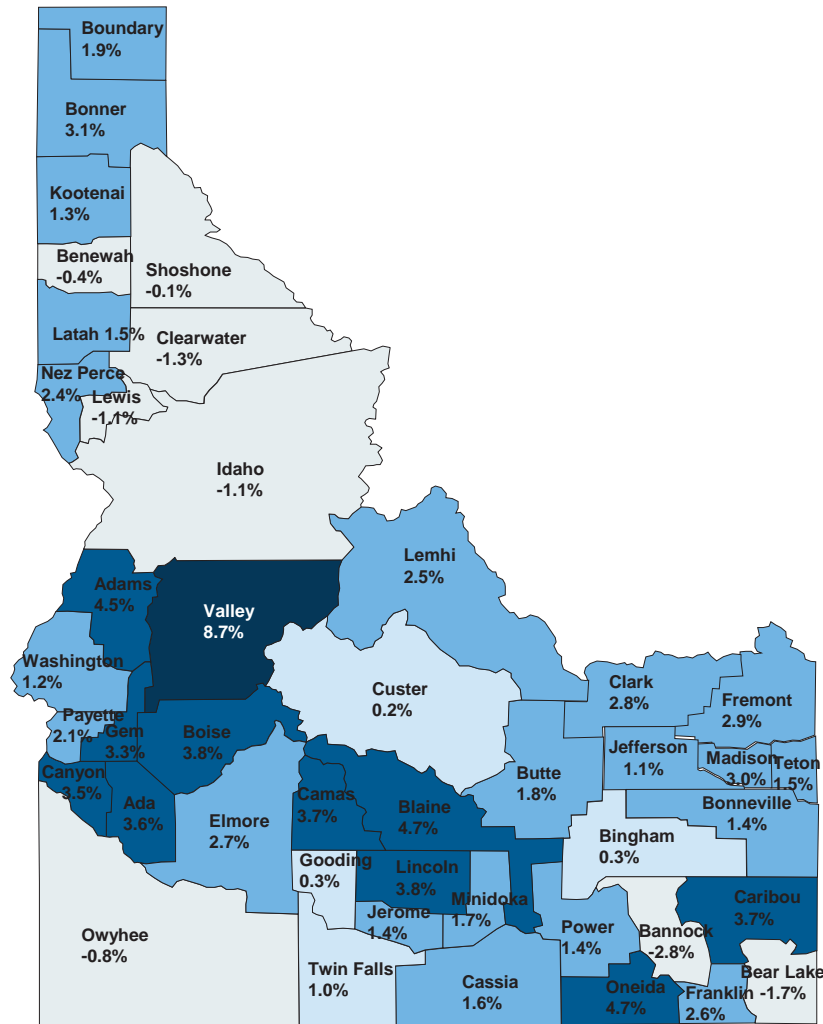 Boundary
1.9%
Bonner
3.1%
Kootenai
1.3%
Benewah
-0.4%
Shoshone
-0.1%
Latah 1.5%
Clearwater
-1.3%
Nez Perce
2.4%
Lewis
-1.1%
Idaho
-1.1%
Lemhi
2.5%
Adams
4.5%
Valley
8.7%
Washington
1.2%
Custer
0.2%
Clark
2.8%
Fremont
2.9%
Payette
2.1%
Gem
3.3%
Boise
3.8%
Jefferson
1.1%
Madison
3.0%
Teton
1.5%
Canyon
3.5%
Ada
3.6%
Elmore
2.7%
Camas
3.7%
Blaine
4.7%
Butte
1.8%
Bonneville
1.4%
Bingham
0.3%
Gooding
0.3%
Lincoln
3.8%
Minidoka
1.7%
Caribou
3.7%
Jerome
1.4%
Power
1.4%
Bannock
-2.8%
Owyhee
-0.8%
Twin Falls
1.0%
Cassia
1.6%
Oneida
4.7%
Franklin
2.6%
Bear Lake
-1.7%